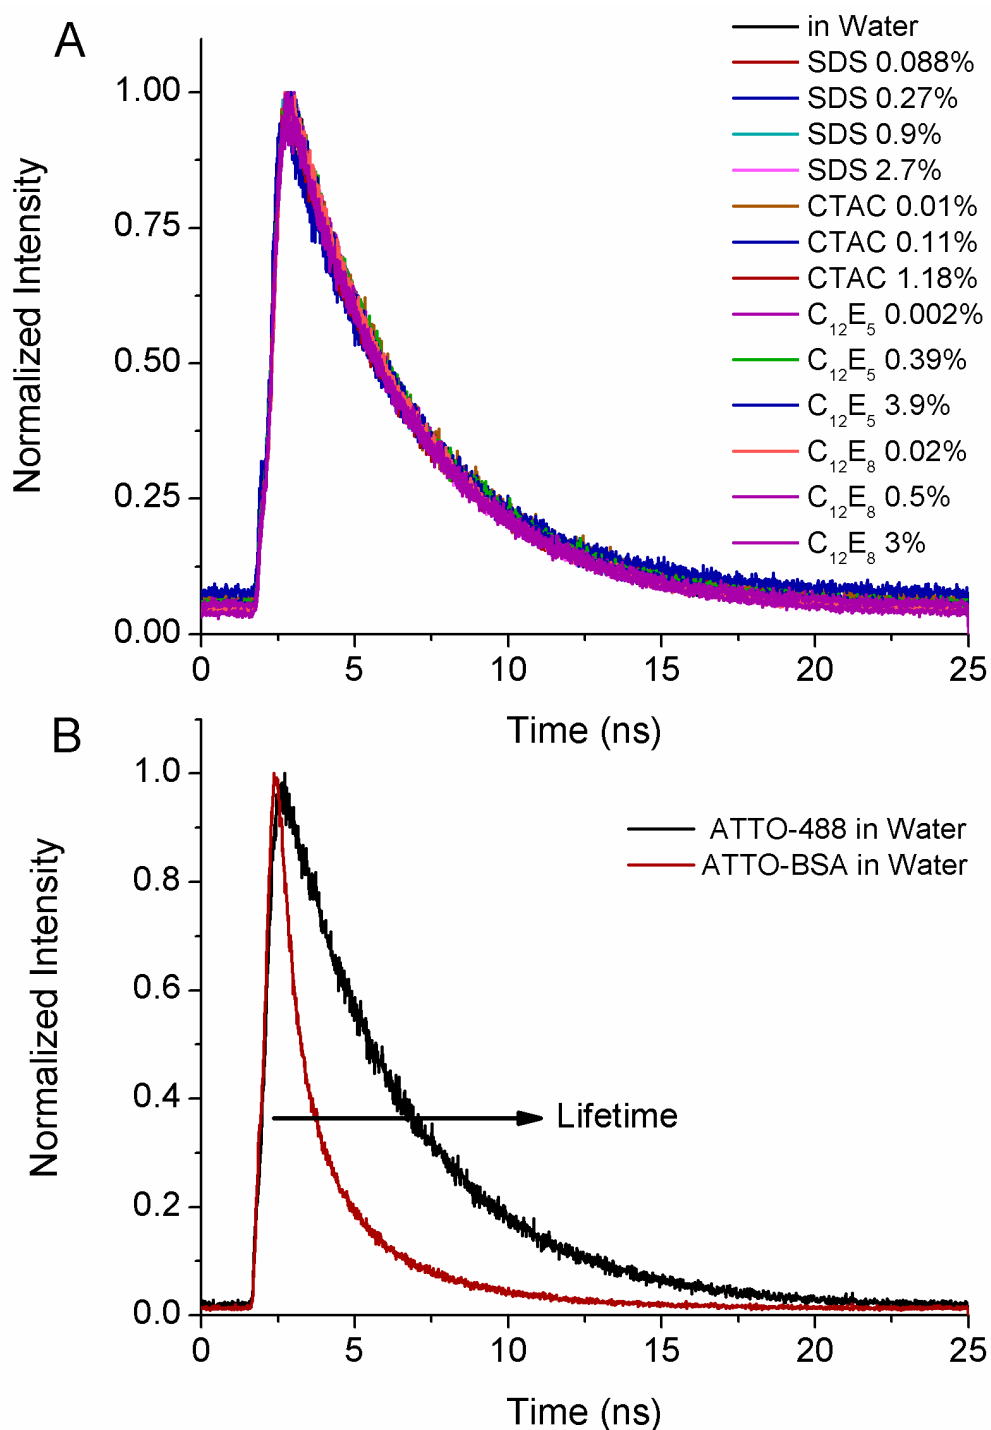 A
in Water
SDS 0.088%
SDS 0.27%
SDS 0.9%
SDS 2.7%
CTAC 0.01%
CTAC 0.11%
CTAC 1.18%
C₁₂E₅ 0.002%
C₁₂E₅ 0.39%
C₁₂E₅ 3.9%
C₁₂E₈ 0.02%
C₁₂E₈ 0.5%
C₁₂E₈ 3%
Normalized Intensity
1.00
0.75
0.50
0.25
0.00
0 5 10 15 20 25
Time (ns)
B
ATTO-488 in Water
ATTO-BSA in Water
Normalized Intensity
1.0
0.8
0.6
0.4
0.2
0.0
Lifetime
0 5 10 15 20 25
Time (ns)